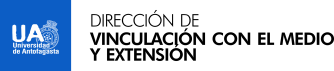 UA
Universidad
de Antofagasta
DIRECCIÓN DE
VINCULACIÓN CON EL MEDIO
Y EXTENSIÓN